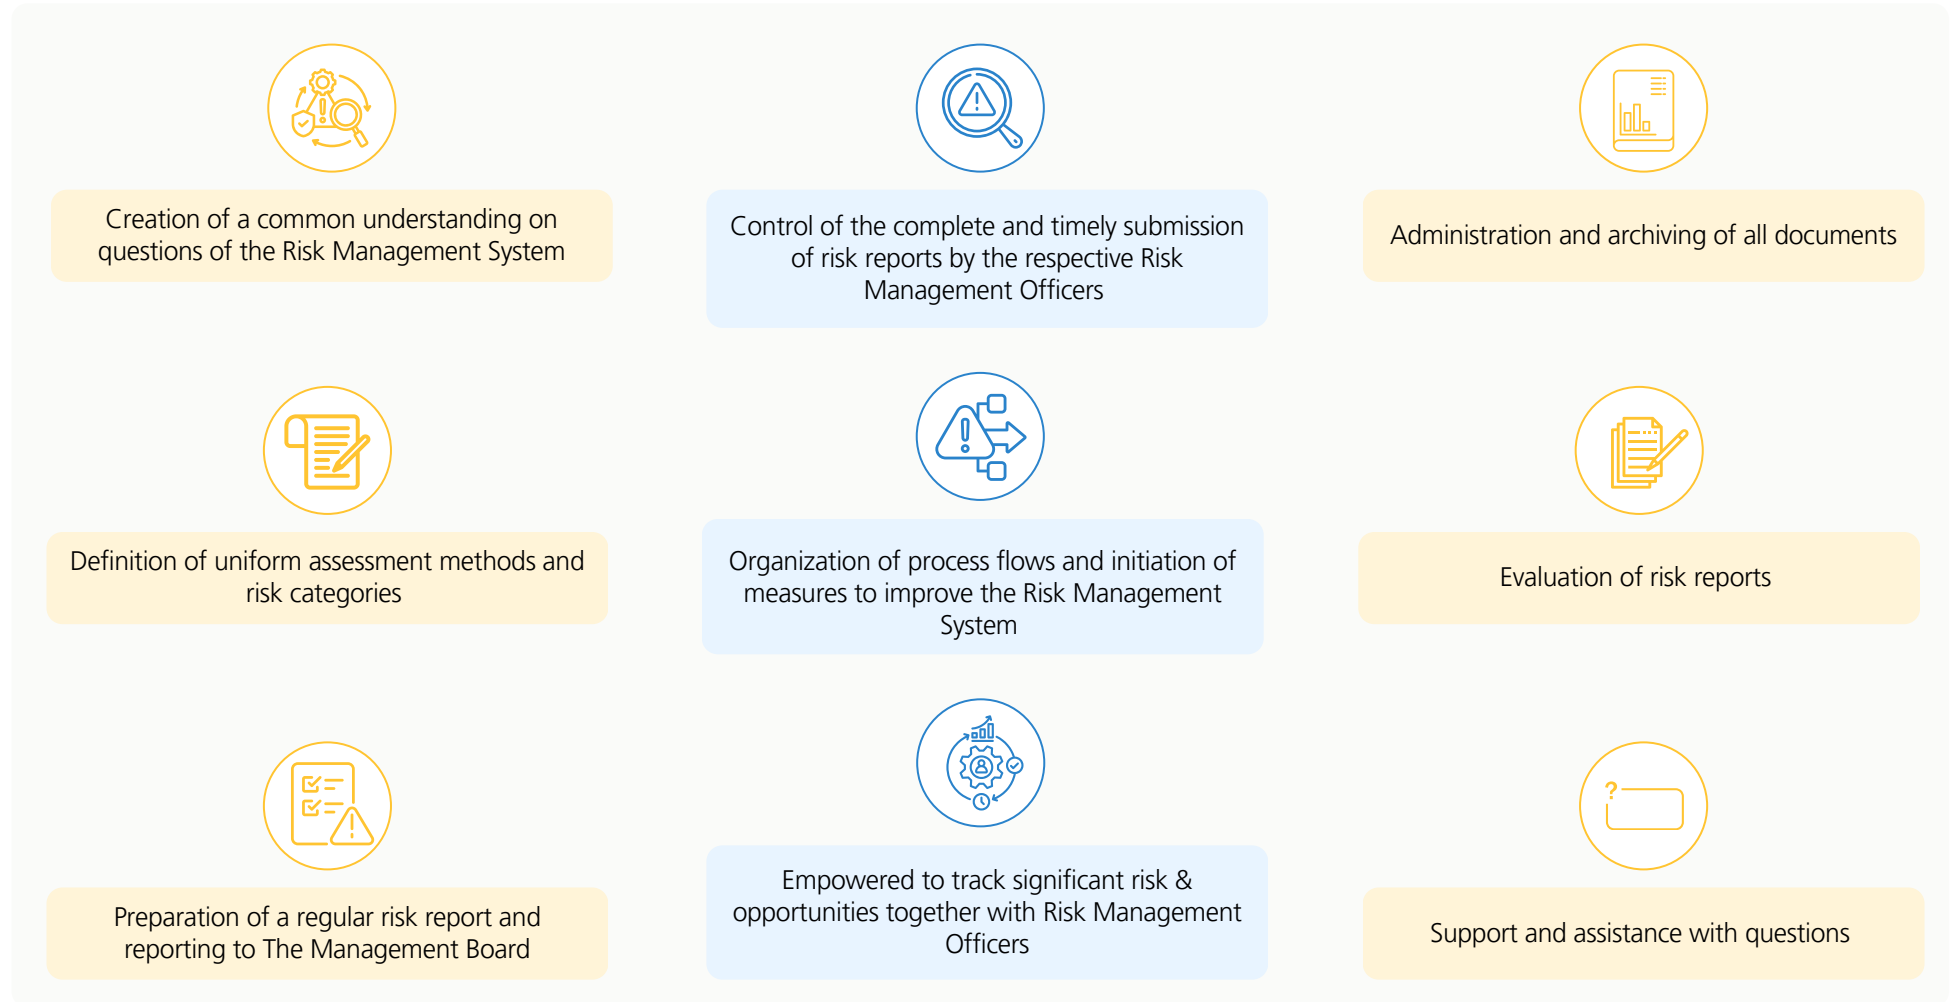 Creation of a common understanding on
questions of the Risk Management System
Control of the complete and timely submission
of risk reports by the respective Risk
Management Officers
Administration and archiving of all documents
Definition of uniform assessment methods and
risk categories
Organization of process flows and initiation of
measures to improve the Risk Management
System
Evaluation of risk reports
Preparation of a regular risk report and
reporting to The Management Board
Empowered to track significant risk &
opportunities together with Risk Management
Officers
?
Support and assistance with questions